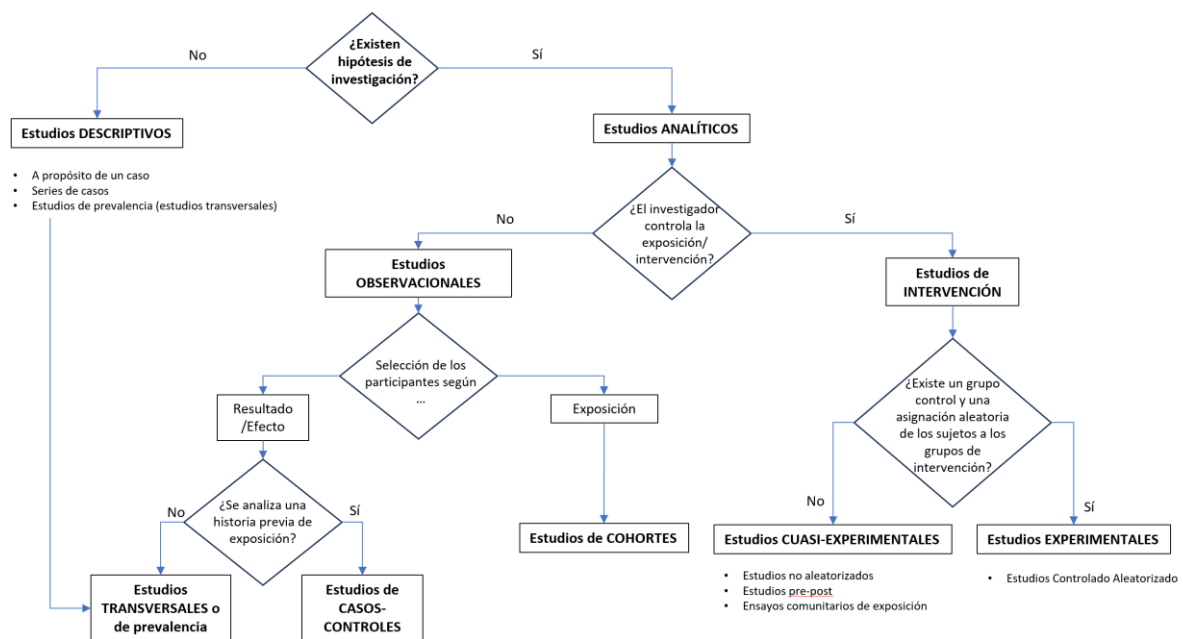 ¿Existen
hipótesis de
investigación?
No
Sí
Estudios DESCRIPTIVOS
• A propósito de un caso
• Series de casos
• Estudios de prevalencia (estudios transversales)
Estudios ANALÍTICOS
¿El investigador
controla la
exposición/
intervención?
No
Sí
Estudios
OBSERVACIONALES
Estudios de
INTERVENCIÓN
Selección de los
participantes según
...
Resultado
/Efecto
Exposición
¿Se analiza una
historia previa de
exposición?
No
Sí
Estudios
TRANSVERSALES o
de prevalencia
Estudios de
CASOS-
CONTROLES
Estudios de COHORTES
¿Existe un grupo
control y una
asignación aleatoria
de los sujetos a los
grupos de
intervención?
No
Sí
Estudios CUASI-EXPERIMENTALES
• Estudios no aleatorizados
• Estudios pre-post
• Ensayos comunitarios de exposición
Estudios EXPERIMENTALES
• Estudios Controlado Aleatorizado